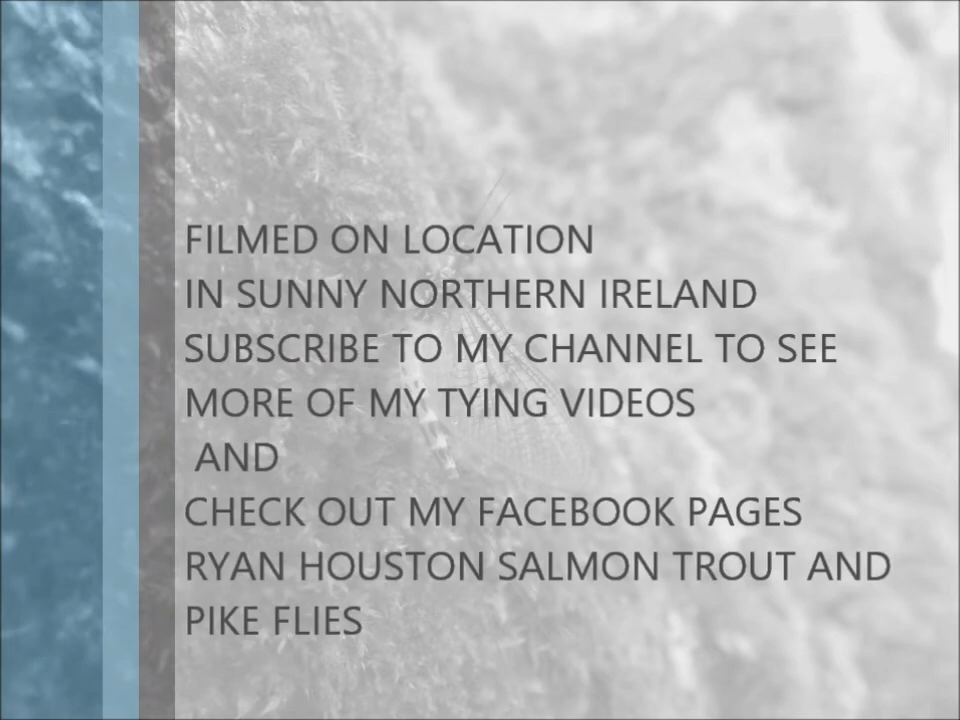 FILMED ON LOCATION
IN SUNNY NORTHERN IRELAND
SUBSCRIBE TO MY CHANNEL TO SEE
MORE OF MY TYING VIDEOS
AND
CHECK OUT MY FACEBOOK PAGES
RYAN HOUSTON SALMON TROUT AND
PIKE FLIES